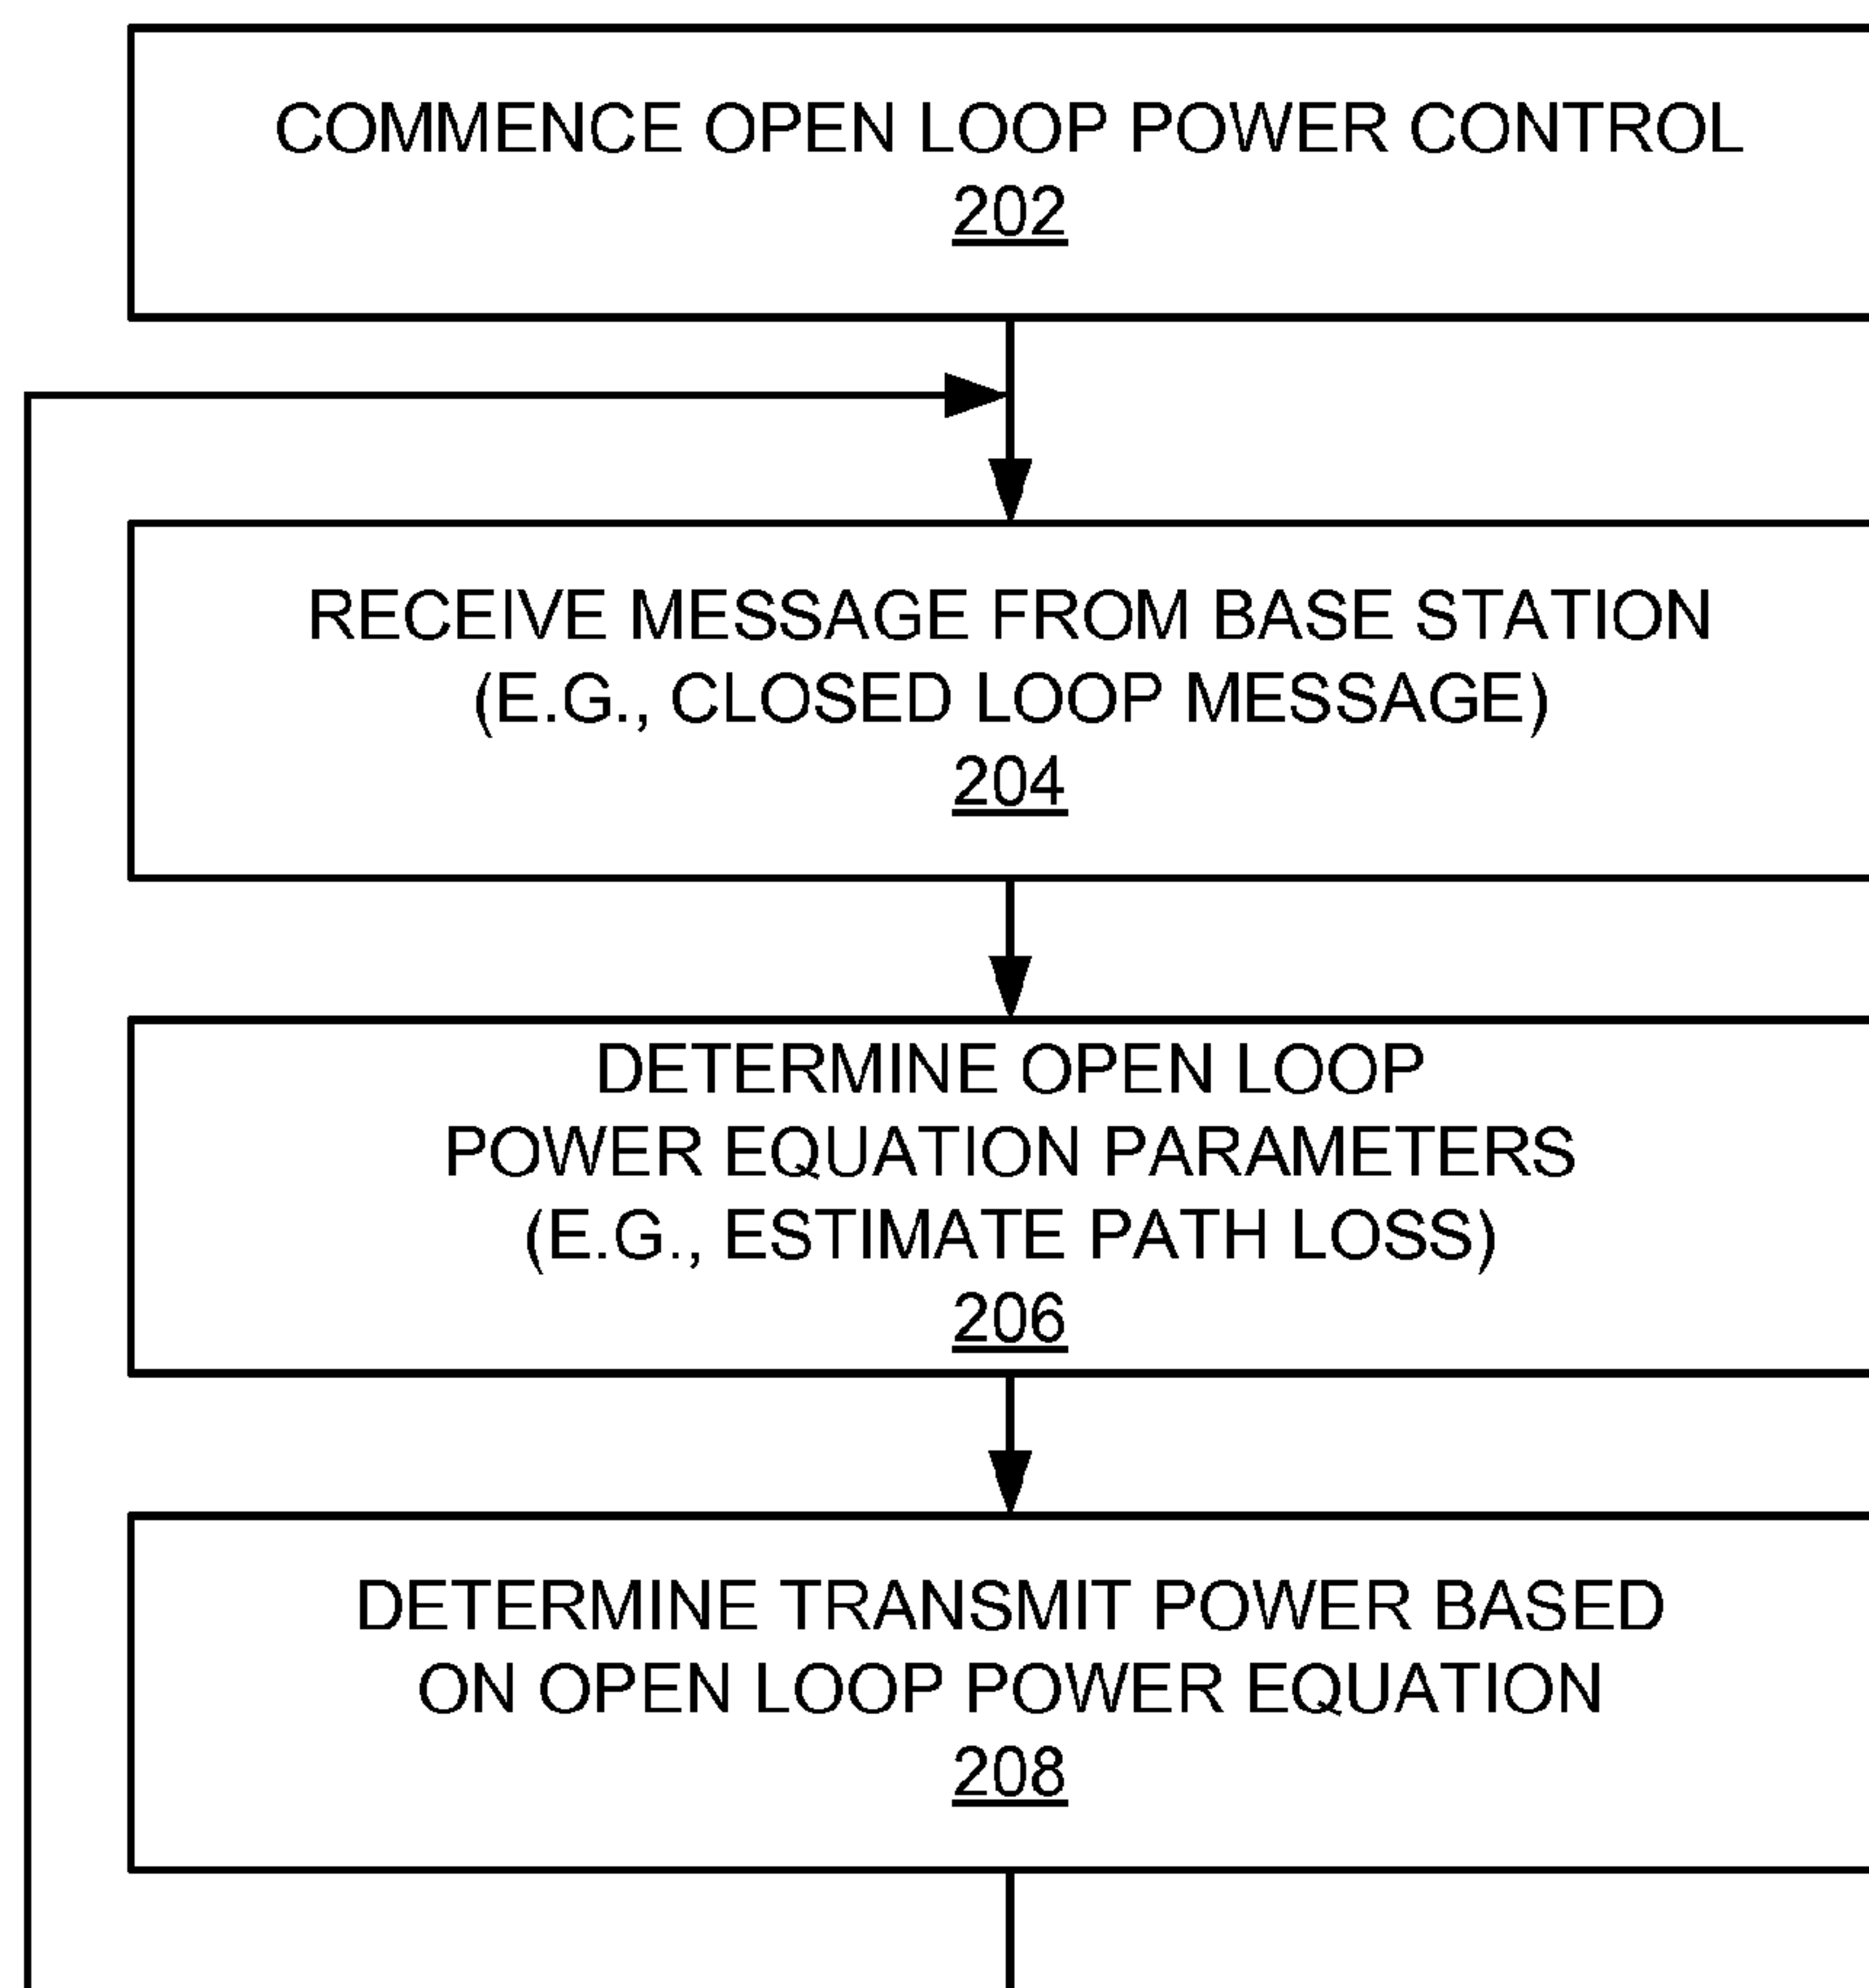 COMMENCE OPEN LOOP POWER CONTROL
202
RECEIVE MESSAGE FROM BASE STATION
(E.G., CLOSED LOOP MESSAGE)
204
DETERMINE OPEN LOOP
POWER EQUATION PARAMETERS
(E.G., ESTIMATE PATH LOSS)
206
DETERMINE TRANSMIT POWER BASED
ON OPEN LOOP POWER EQUATION
208